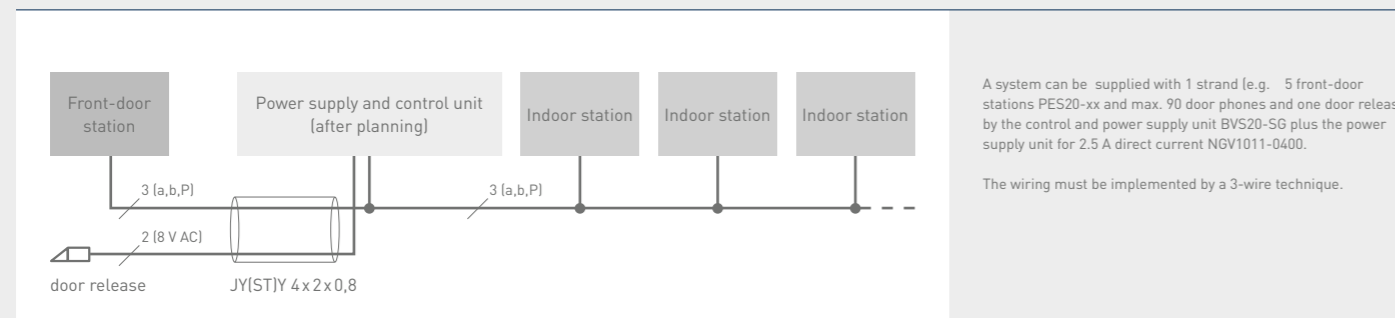 Front-door
station
Power supply and control unit
(after planning)
Indoor station
Indoor station
Indoor station
3 (a,b,P)
3 (a,b,P)
2 (8 V AC)
door release
JY(ST)Y 4x2x0,8
A system can be supplied with 1 strand (e.g. 5 front-door
stations PES20-xx and max. 90 door phones and one door releas
by the control and power supply unit BVS20-SG plus the power
supply unit for 2.5 A direct current NGV1011-0400.
The wiring must be implemented by a 3-wire technique.